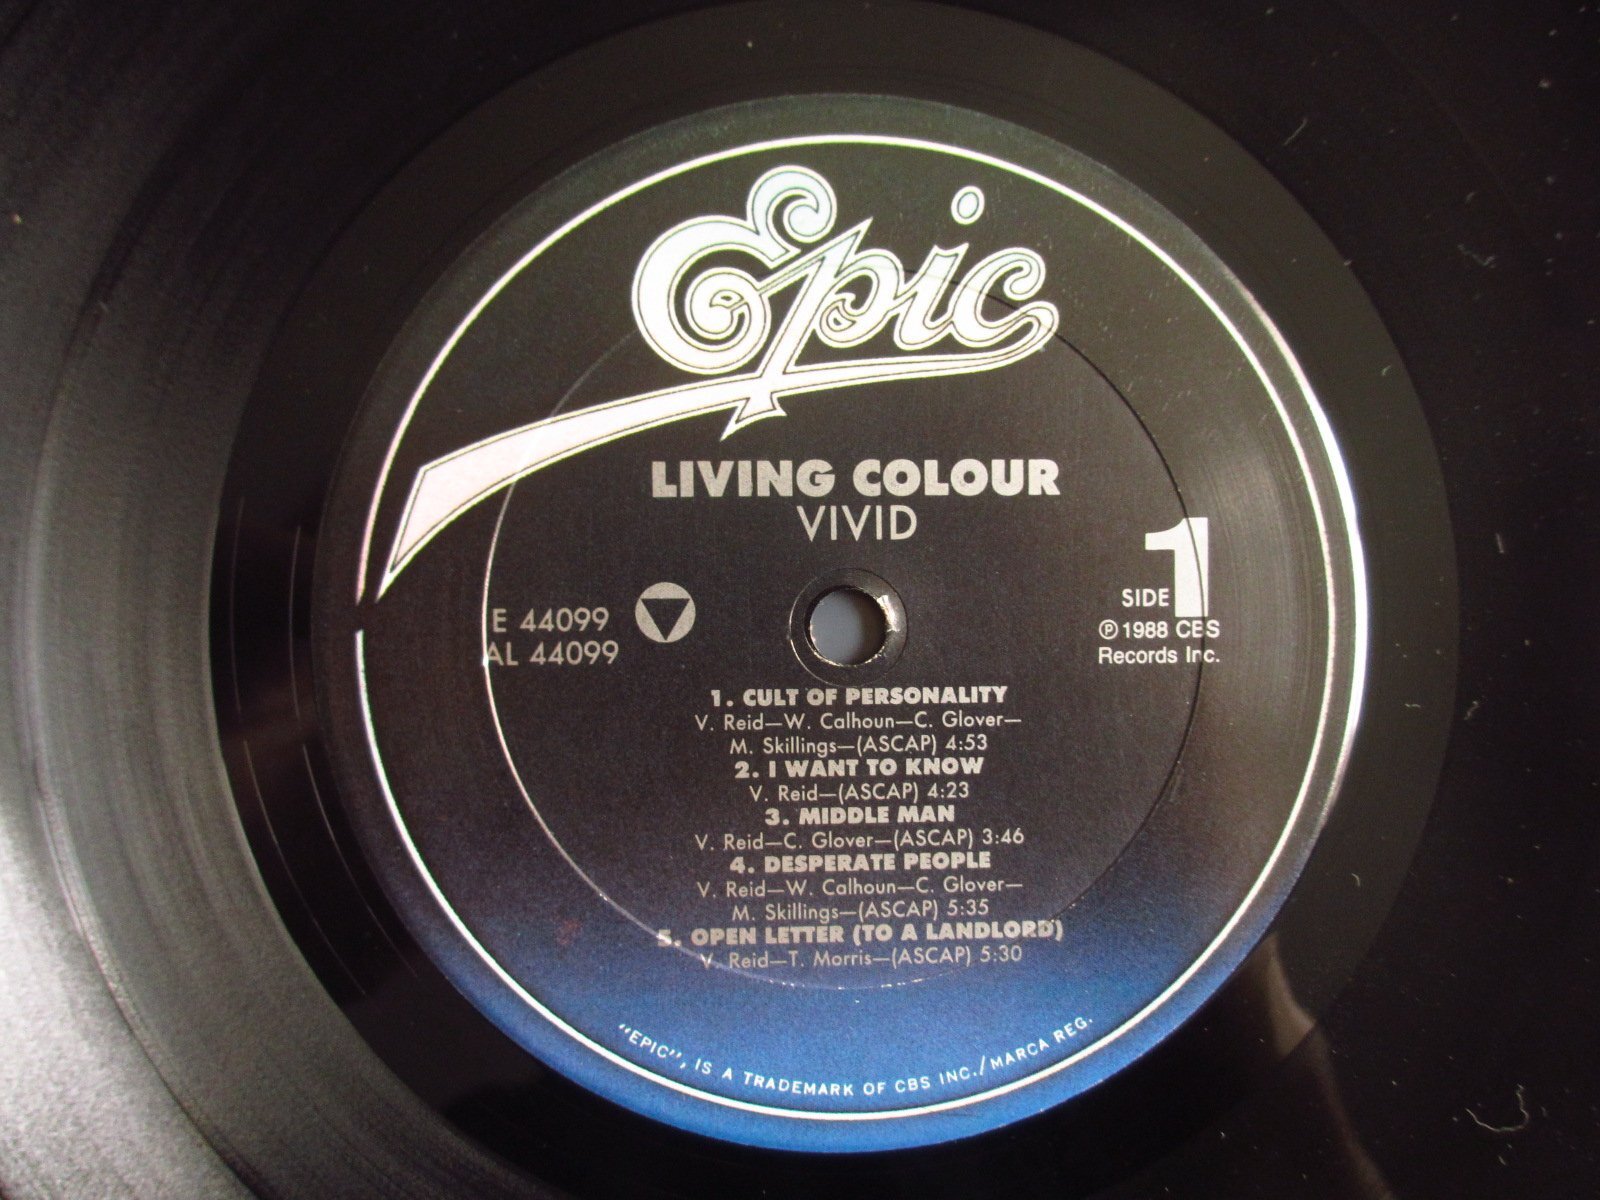 Epic
LIVING COLOUR
VIVID
E 44099
AL 44099
SIDE 1
℗ 1988 CBS
Records Inc.
1. CULT OF PERSONALITY
V. Reid—W. Calhoun—C. Glover—
M. Skillings—(ASCAP) 4:53
2. I WANT TO KNOW
V. Reid—(ASCAP) 4:23
3. MIDDLE MAN
V. Reid—C. Glover—(ASCAP) 3:46
4. DESPERATE PEOPLE
V. Reid—W. Calhoun—C. Glover—
M. Skillings—(ASCAP) 5:35
5. OPEN LETTER (TO A LANDLORD)
V. Reid—T. Morris—(ASCAP) 5:30
"EPIC", IS A TRADEMARK OF CBS INC./MARCA REG.